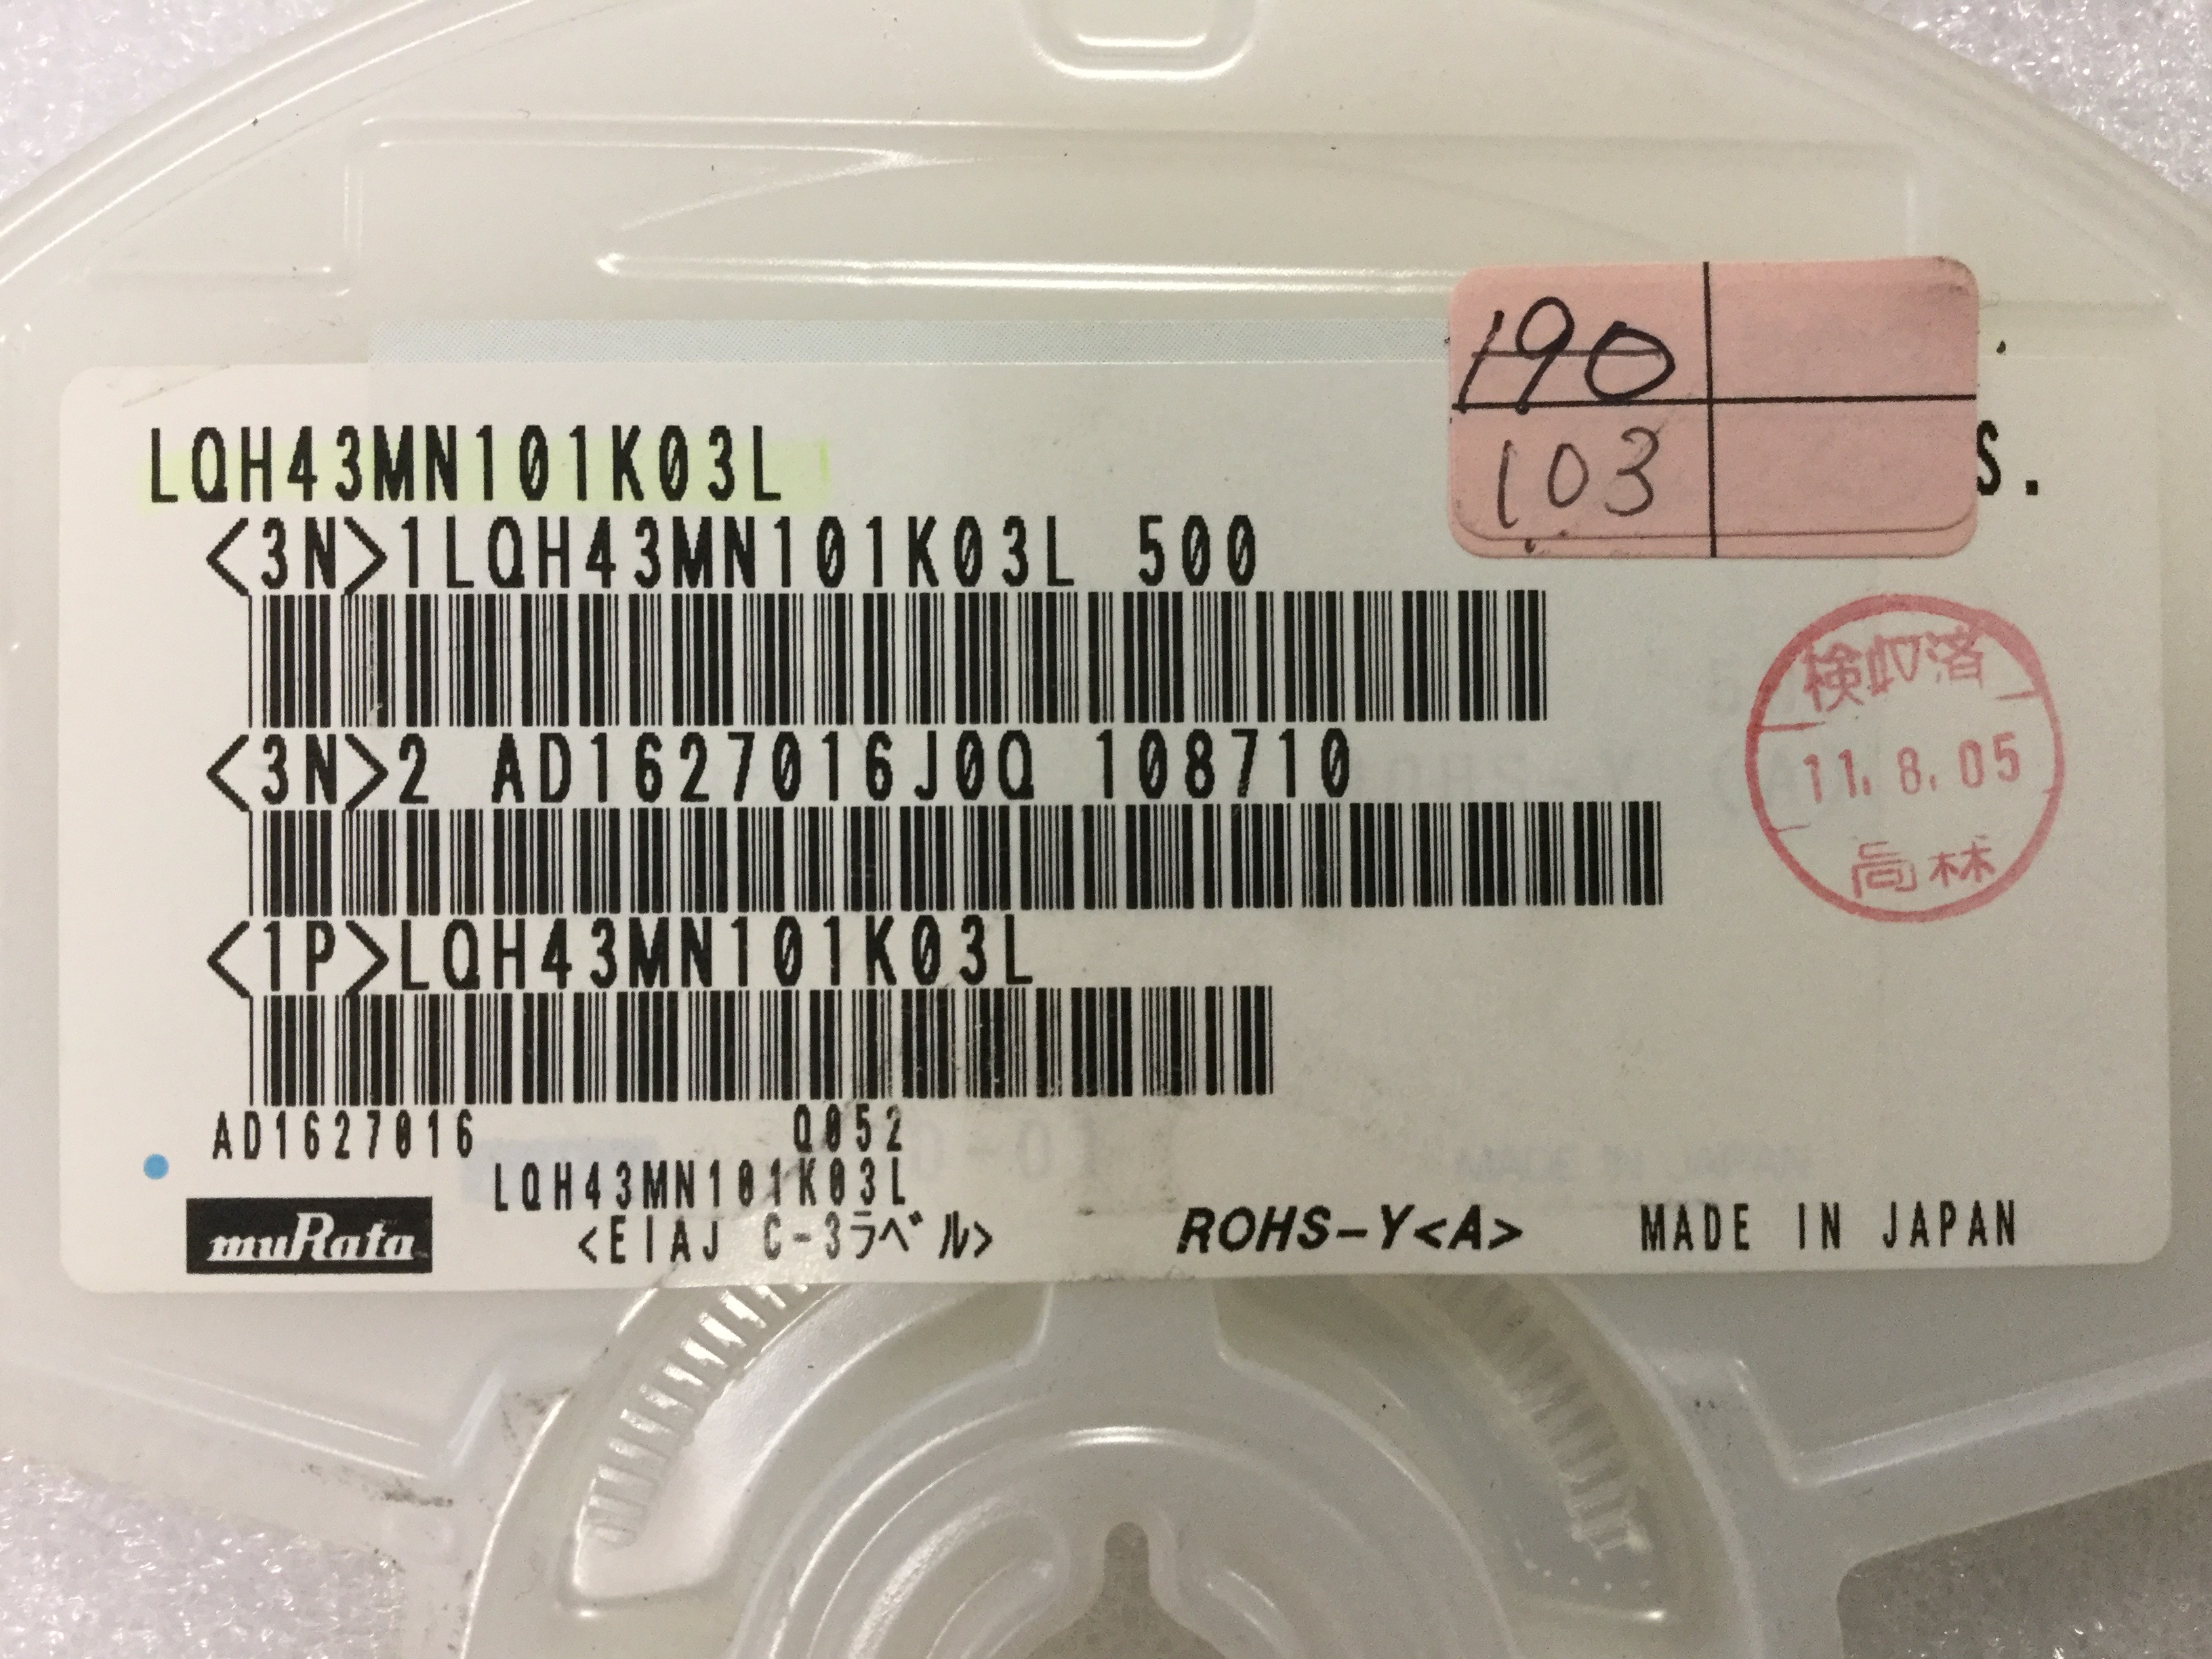 190
103
LQH43MN101K03L
S.
<3N>1LQH43MN101K03L 500
検収済
11.8.05
高林
<3N>2 AD1627016J0Q 108710
<1P>LQH43MN101K03L
AD1627016 Q052
LQH43MN101K03L
muRata <EIAJ C-3ラベル> ROHS-Y<A> MADE IN JAPAN